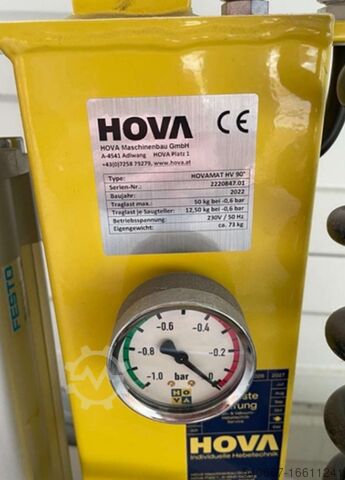 HOVA CE
HOVA Maschinenbau GmbH
A-4541 Adlwang HOVA Platz 1
+43(0)7258 79279, www.hova.at
Type: HOVAMAT HV 90°
Serien-Nr.: 2220847.01
Baujahr: 2022
Traglast max.: 50 kg bei -0,6 bar
Traglast je Saugteller: 12,50 kg bei -0,6 bar
Betriebsspannung: 230V / 50 Hz
Eigengewicht: ca. 73 kg
FESTO
-0.6 -0.4
-0.8 -0.2
-1.0 bar 0
HOVA
2027
HOVA
Individuelle Hebetechnik